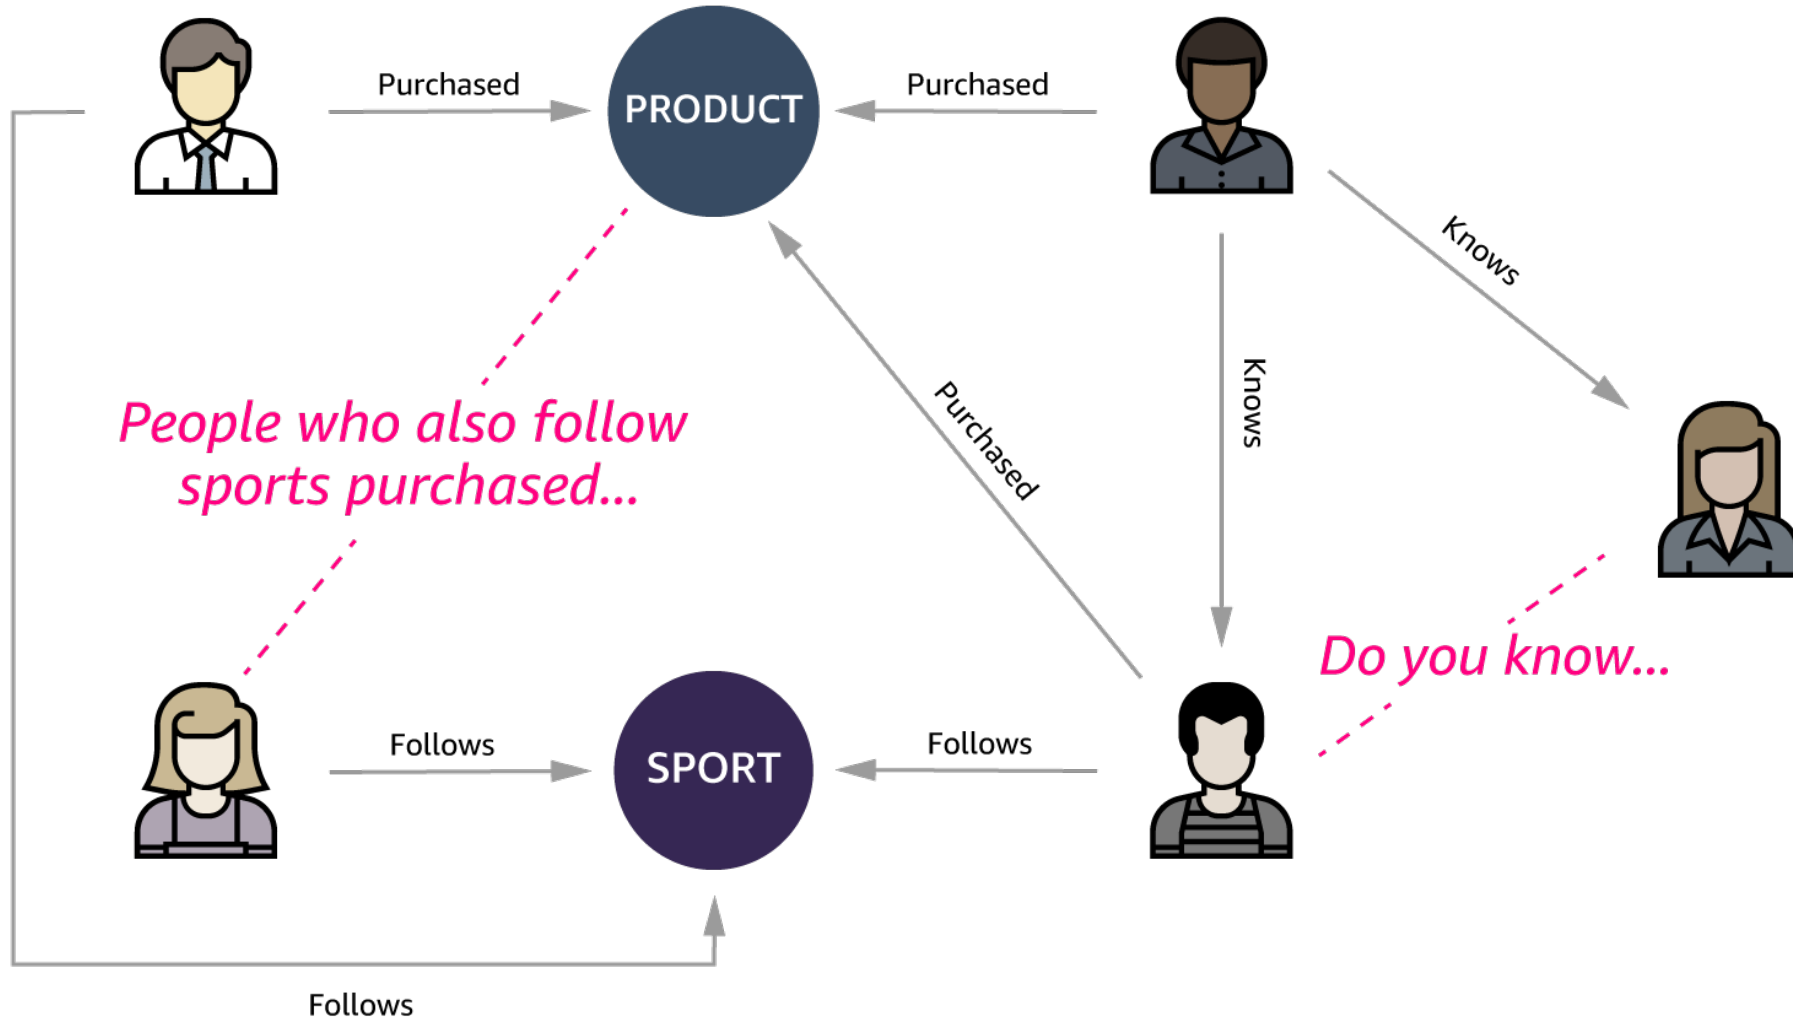 Purchased
PRODUCT
Purchased
Knows
Knows
Purchased
People who also follow
sports purchased...
Do you know...
Follows
SPORT
Follows
Follows